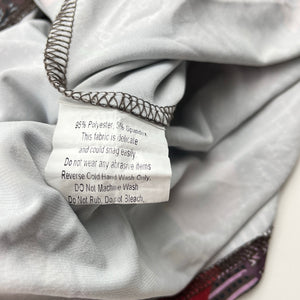 95% Polyester, 5% Spandex
This fabric is delicate
and could snag easily.
Do not wear any abrasive items
Reverse Cold Hand Wash Only.
DO Not Machine Wash
Do Not Rub, Do not Bleach,